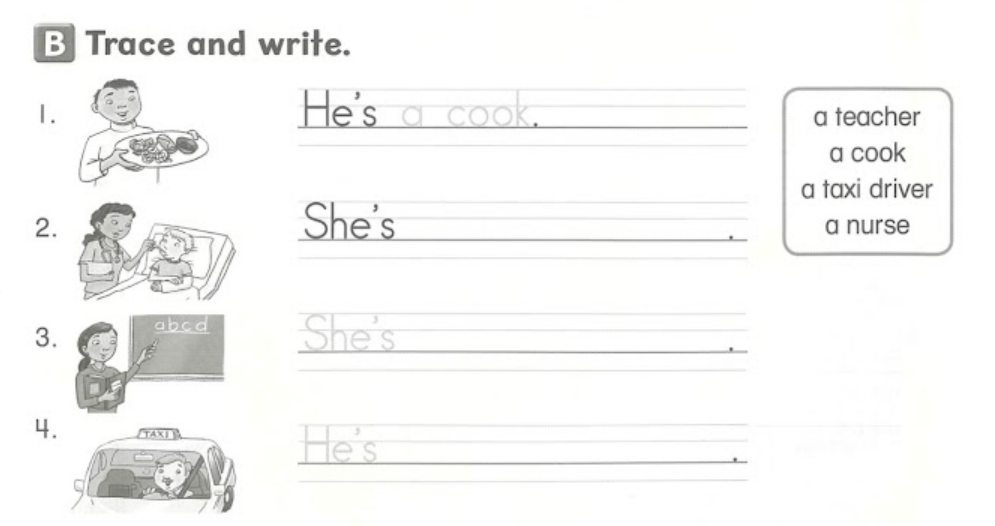 B Trace and write.
1.
He's a cook.
2.
She's .
3.
abcd
She's .
4.
TAXI
He's .
a teacher
a cook
a taxi driver
a nurse